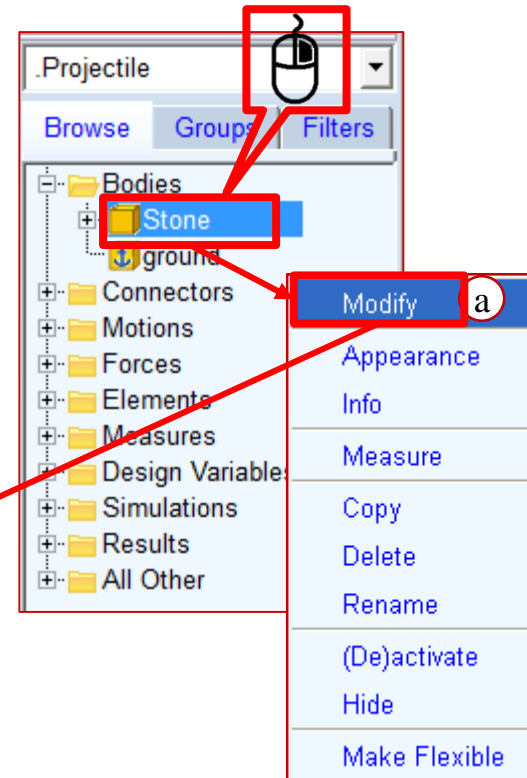 .Projectile
Browse Groups Filters
Bodies
Stone
ground
Connectors
Motions
Forces
Elements
Measures
Design Variables
Simulations
Results
All Other
Modify a
Appearance
Info
Measure
Copy
Delete
Rename
(De)activate
Hide
Make Flexible